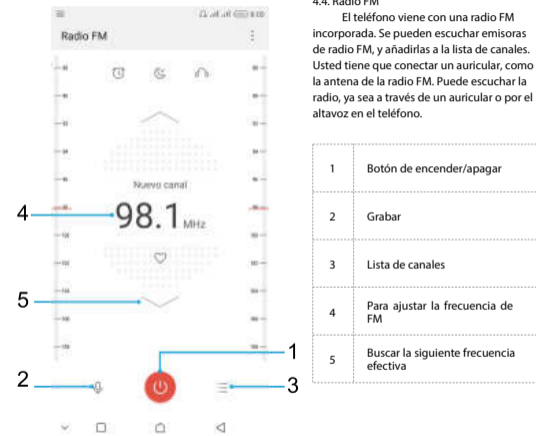 8:00
Radio FM
Nuevo canal
98.1 MHz
4
5
1
2
3
4.4. Radio FM
El teléfono viene con una radio FM
incorporada. Se pueden escuchar emisoras
de radio FM, y añadirlas a la lista de canales.
Usted tiene que conectar un auricular, como
la antena de la radio FM. Puede escuchar la
radio, ya sea a través de un auricular o por el
altavoz en el teléfono.
1 Botón de encender/apagar
2 Grabar
3 Lista de canales
4 Para ajustar la frecuencia de
FM
5 Buscar la siguiente frecuencia
efectiva